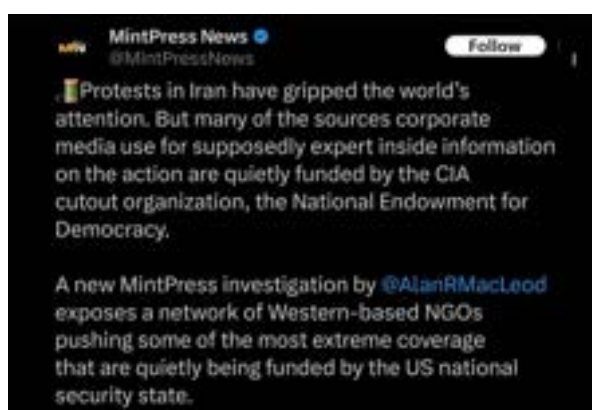 MintPress News
@MintPressNews
Follow
Protests in Iran have gripped the world's
attention. But many of the sources corporate
media use for supposedly expert inside information
on the action are quietly funded by the CIA
cutout organization, the National Endowment for
Democracy.
A new MintPress investigation by @AlanRMacLeod
exposes a network of Western-based NGOs
pushing some of the most extreme coverage
that are quietly being funded by the US national
security state.